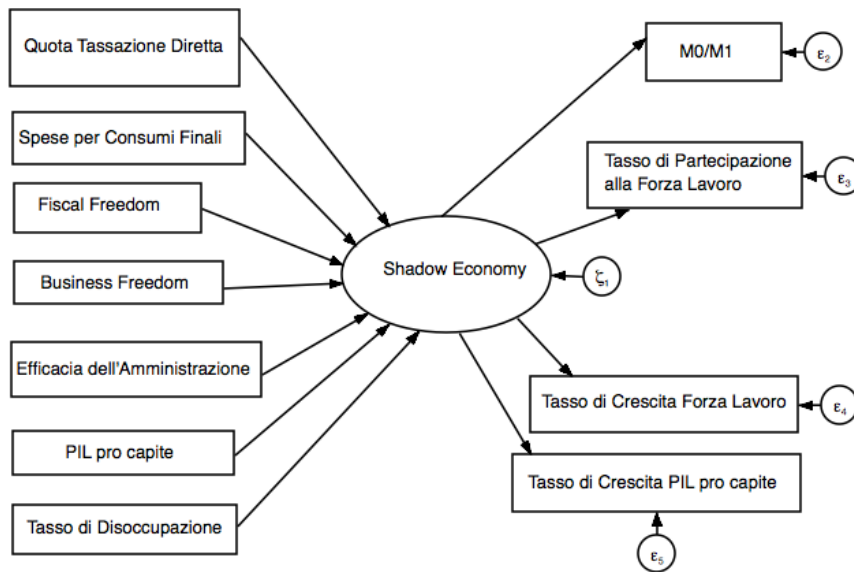 Quota Tassazione Diretta
Spese per Consumi Finali
Fiscal Freedom
Business Freedom
Efficacia dell'Amministrazione
PIL pro capite
Tasso di Disoccupazione
Shadow Economy
ζ1
M0/M1
ε2
Tasso di Partecipazione
alla Forza Lavoro
ε3
Tasso di Crescita Forza Lavoro
ε4
Tasso di Crescita PIL pro capite
ε5